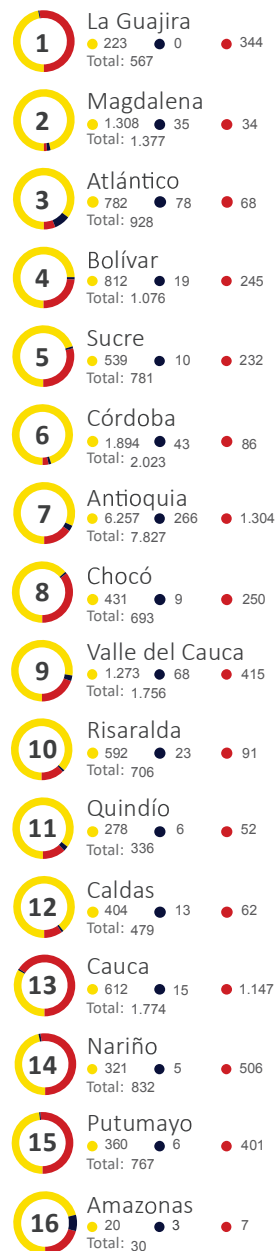 1
La Guajira
223 0 344
Total: 567
2
Magdalena
1.308 35 34
Total: 1.377
3
Atlántico
782 78 68
Total: 928
4
Bolívar
812 19 245
Total: 1.076
5
Sucre
539 10 232
Total: 781
6
Córdoba
1.894 43 86
Total: 2.023
7
Antioquia
6.257 266 1.304
Total: 7.827
8
Chocó
431 9 250
Total: 693
9
Valle del Cauca
1.273 68 415
Total: 1.756
10
Risaralda
592 23 91
Total: 706
11
Quindío
278 6 52
Total: 336
12
Caldas
404 13 62
Total: 479
13
Cauca
612 15 1.147
Total: 1.774
14
Nariño
321 5 506
Total: 832
15
Putumayo
360 6 401
Total: 767
16
Amazonas
20 3 7
Total: 30